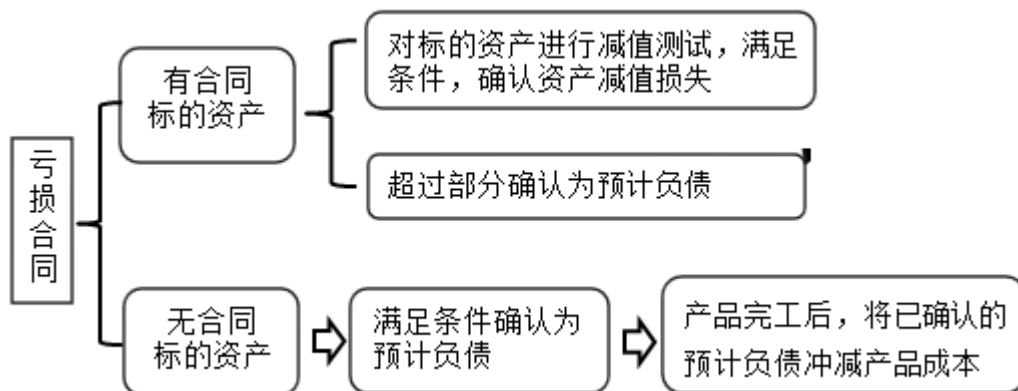 亏损合同
有合同
标的资产
对标的资产进行减值测试，满足
条件，确认资产减值损失
超过部分确认为预计负债
无合同
标的资产
满足条件确认为
预计负债
产品完工后，将已确认的
预计负债冲减产品成本